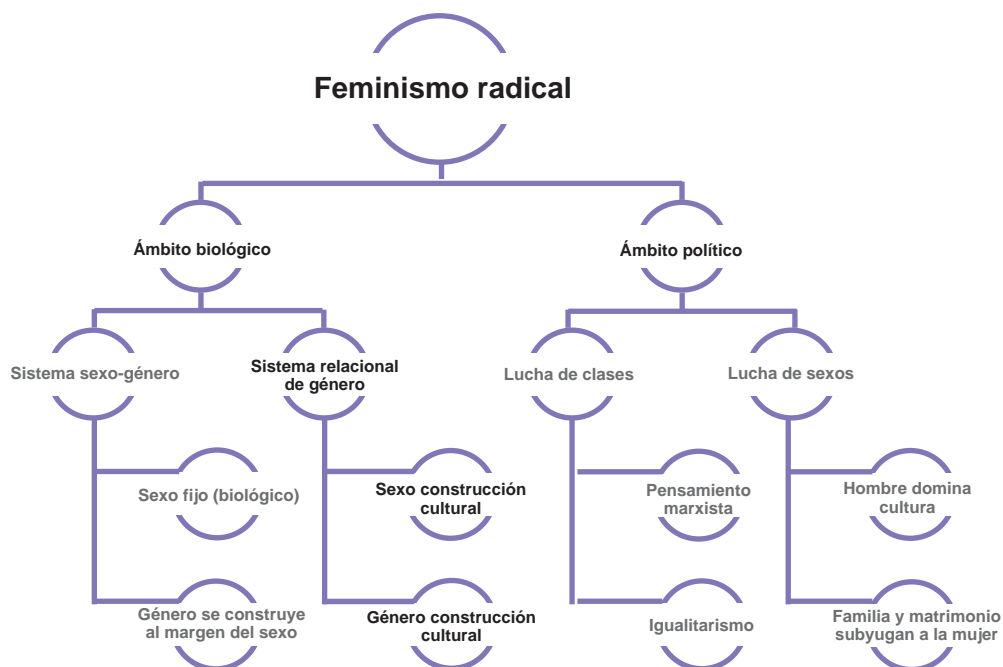 Feminismo radical
Ámbito biológico
Ámbito político
Sistema sexo-género
Sistema relacional
de género
Lucha de clases
Lucha de sexos
Sexo fijo (biológico)
Sexo construcción
cultural
Pensamiento
marxista
Hombre domina
cultura
Género se construye
al margen del sexo
Género construcción
cultural
Igualitarismo
Familia y matrimonio
subyugan a la mujer